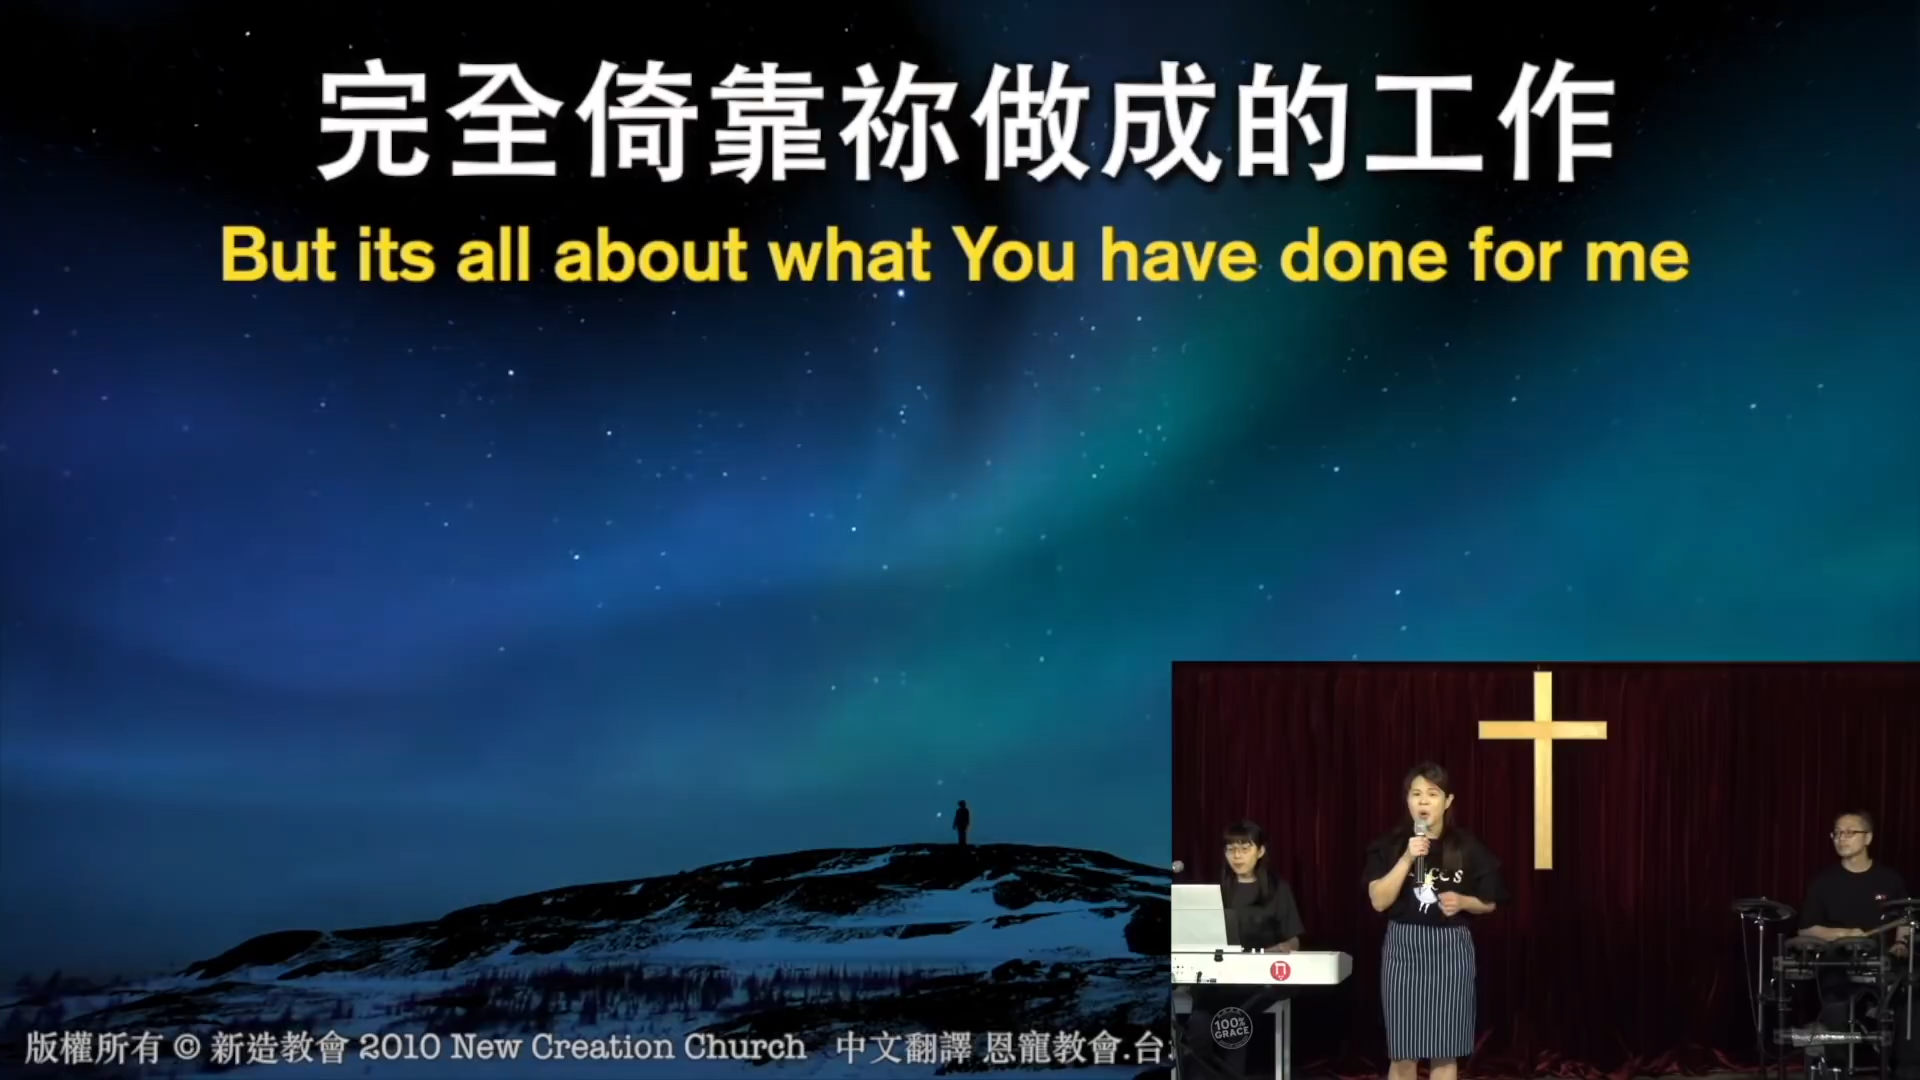 完全倚靠祢做成的工作
But its all about what You have done for me
版權所有 © 新造教會 2010 New Creation Church 中文翻譯 恩寵教會.台
100%
GRACE